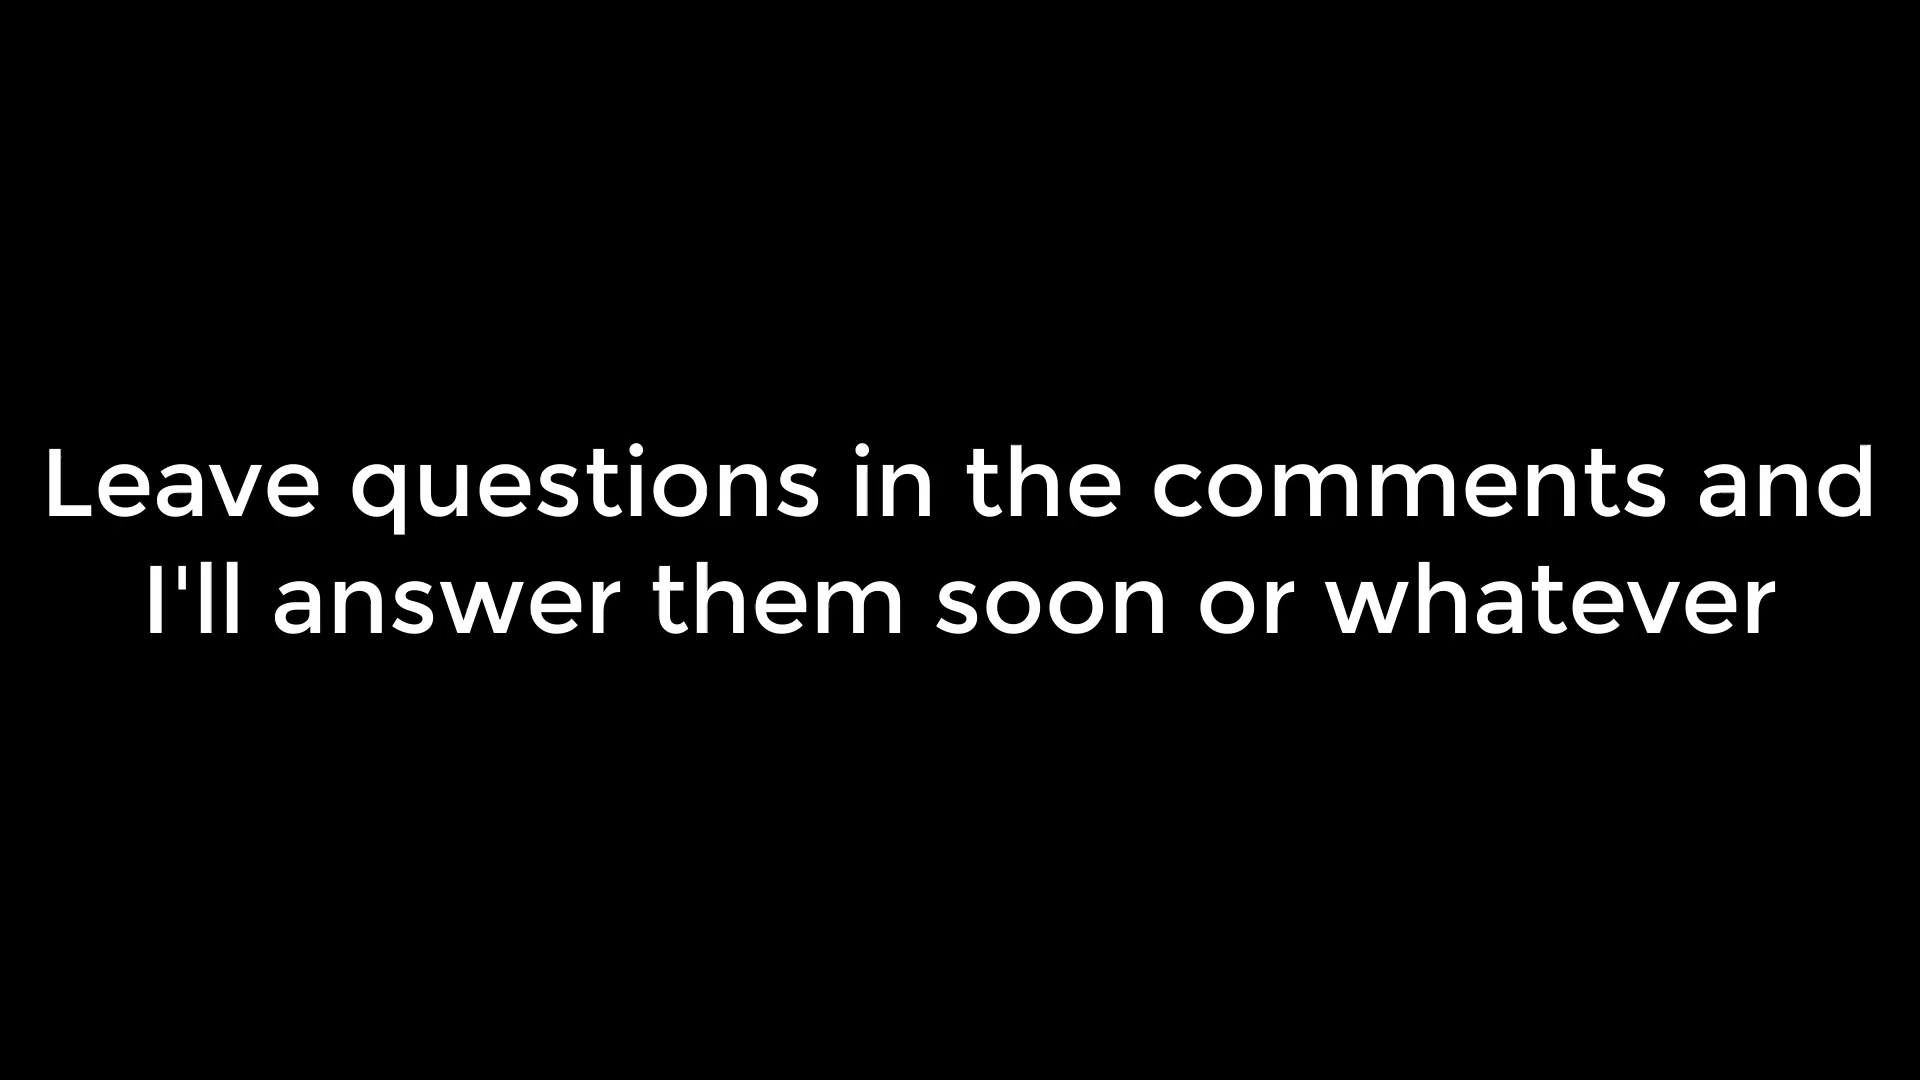 Leave questions in the comments and
I'll answer them soon or whatever